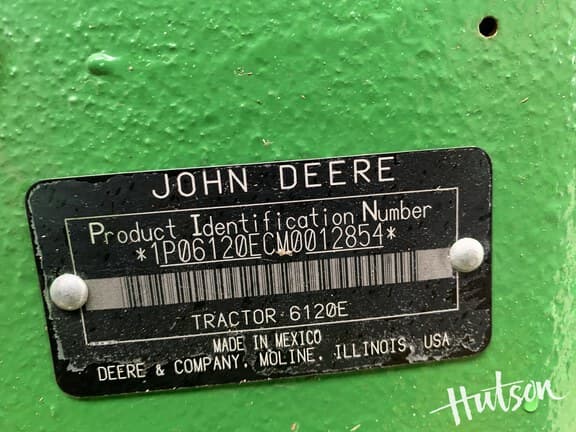 JOHN DEERE
Product Identification Number
*1P06120ECM0012854*
TRACTOR 6120E
MADE IN MEXICO
DEERE & COMPANY, MOLINE, ILLINOIS, USA
Hutson